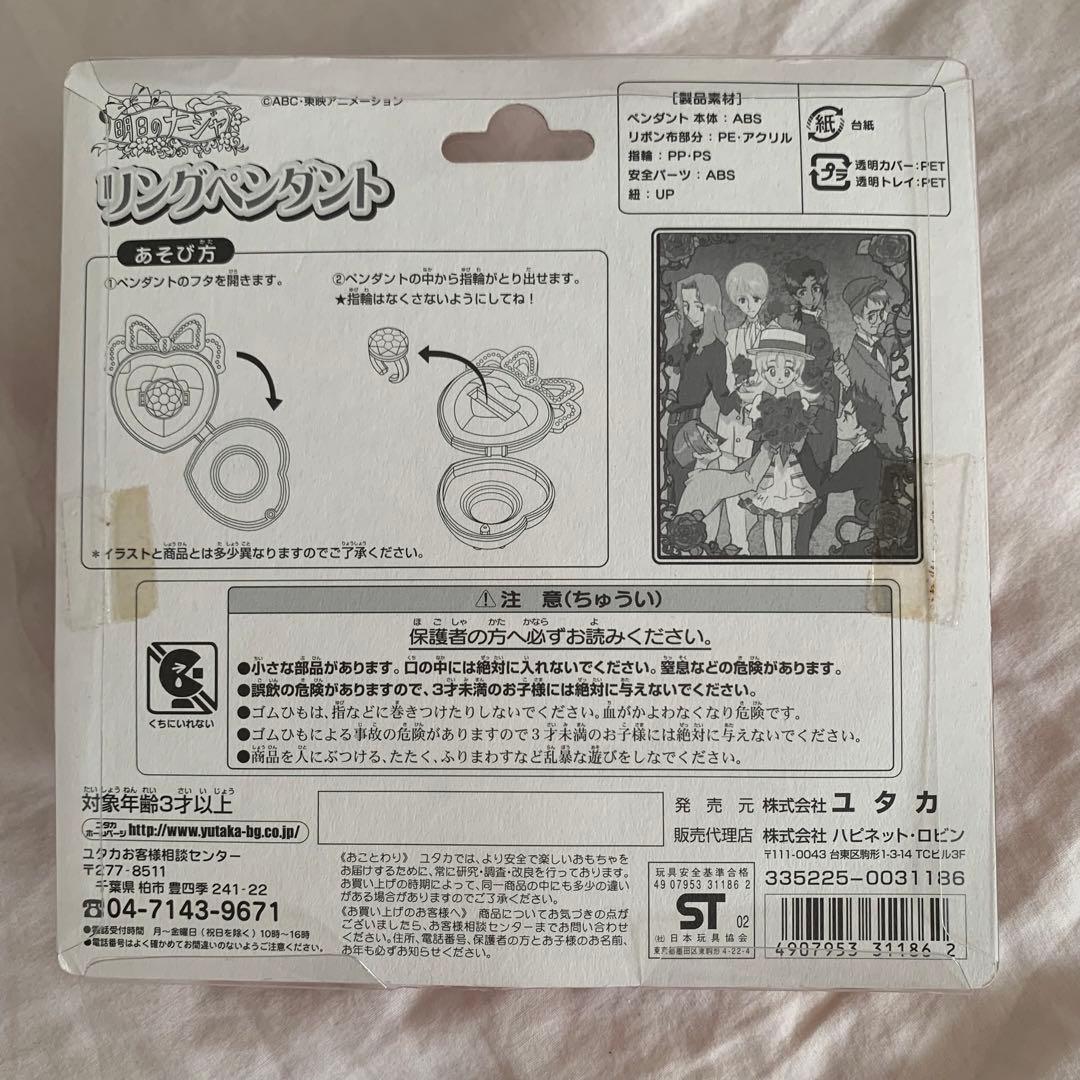 ©ABC・東映アニメーション
明日のナージャ
リングペンダント
[製品素材]
ペンダント 本体：ABS
リボン布部分：PE・アクリル
指輪：PP・PS
安全パーツ：ABS
紐：UP
紙 台紙
プラ 透明カバー：PET
透明トレイ：PET
あそび方
①ペンダントのフタを開きます。
②ペンダントの中から指輪がとり出せます。
★指輪はなくさないようにしてね！
＊イラストと商品とは多少異なりますのでご了承ください。
⚠注 意(ちゅうい)
保護者の方へ必ずお読みください。
くちにいれない
●小さな部品があります。口の中には絶対に入れないでください。窒息などの危険があります。
●誤飲の危険がありますので、3才未満のお子様には絶対に与えないでください。
●ゴムひもは、指などに巻きつけたりしないでください。血がかよわなくなり危険です。
●ゴムひもによる事故の危険がありますので3才未満のお子様には絶対に与えないでください。
●商品を人にぶつける、たたく、ふりまわすなど乱暴な遊びをしなでください。
対象年齢3才以上
ユタカホームページ http://www.yutaka-bg.co.jp/
ユタカお客様相談センター
〒277-8511
千葉県 柏市 豊四季 241-22
☎04-7143-9671
●電話受付時間 月～金曜日(祝日を除く)10時～16時
●電話番号はよく確かめてお間違いのないようご注意ください。
発売元 株式会社 ユタカ
販売代理店 株式会社 ハピネット・ロビン
〒111-0043 台東区駒形1-3-14 TCビル3F
335225-0031186
《おことわり》 ユタカでは、より安全で楽しいおもちゃを
お届けするために、常に研究・調査・改良を行っております。
お買い上げの時期によって、同一商品の中にも多少の違い
がある場合がありますのでご了承ください。
《お買い上げのお客様へ》 商品についてお気づきの点が
ございましたら、お客様相談センターまでお問い合わせ
ください。住所、電話番号、保護者の方とお子様のお名前、
お年も必ずお知らせください。
玩具安全基準合格
49 07953 31186 2
ST 02
(社)日本玩具協会
東京都墨田区東駒形4-22-4
4907953 311862